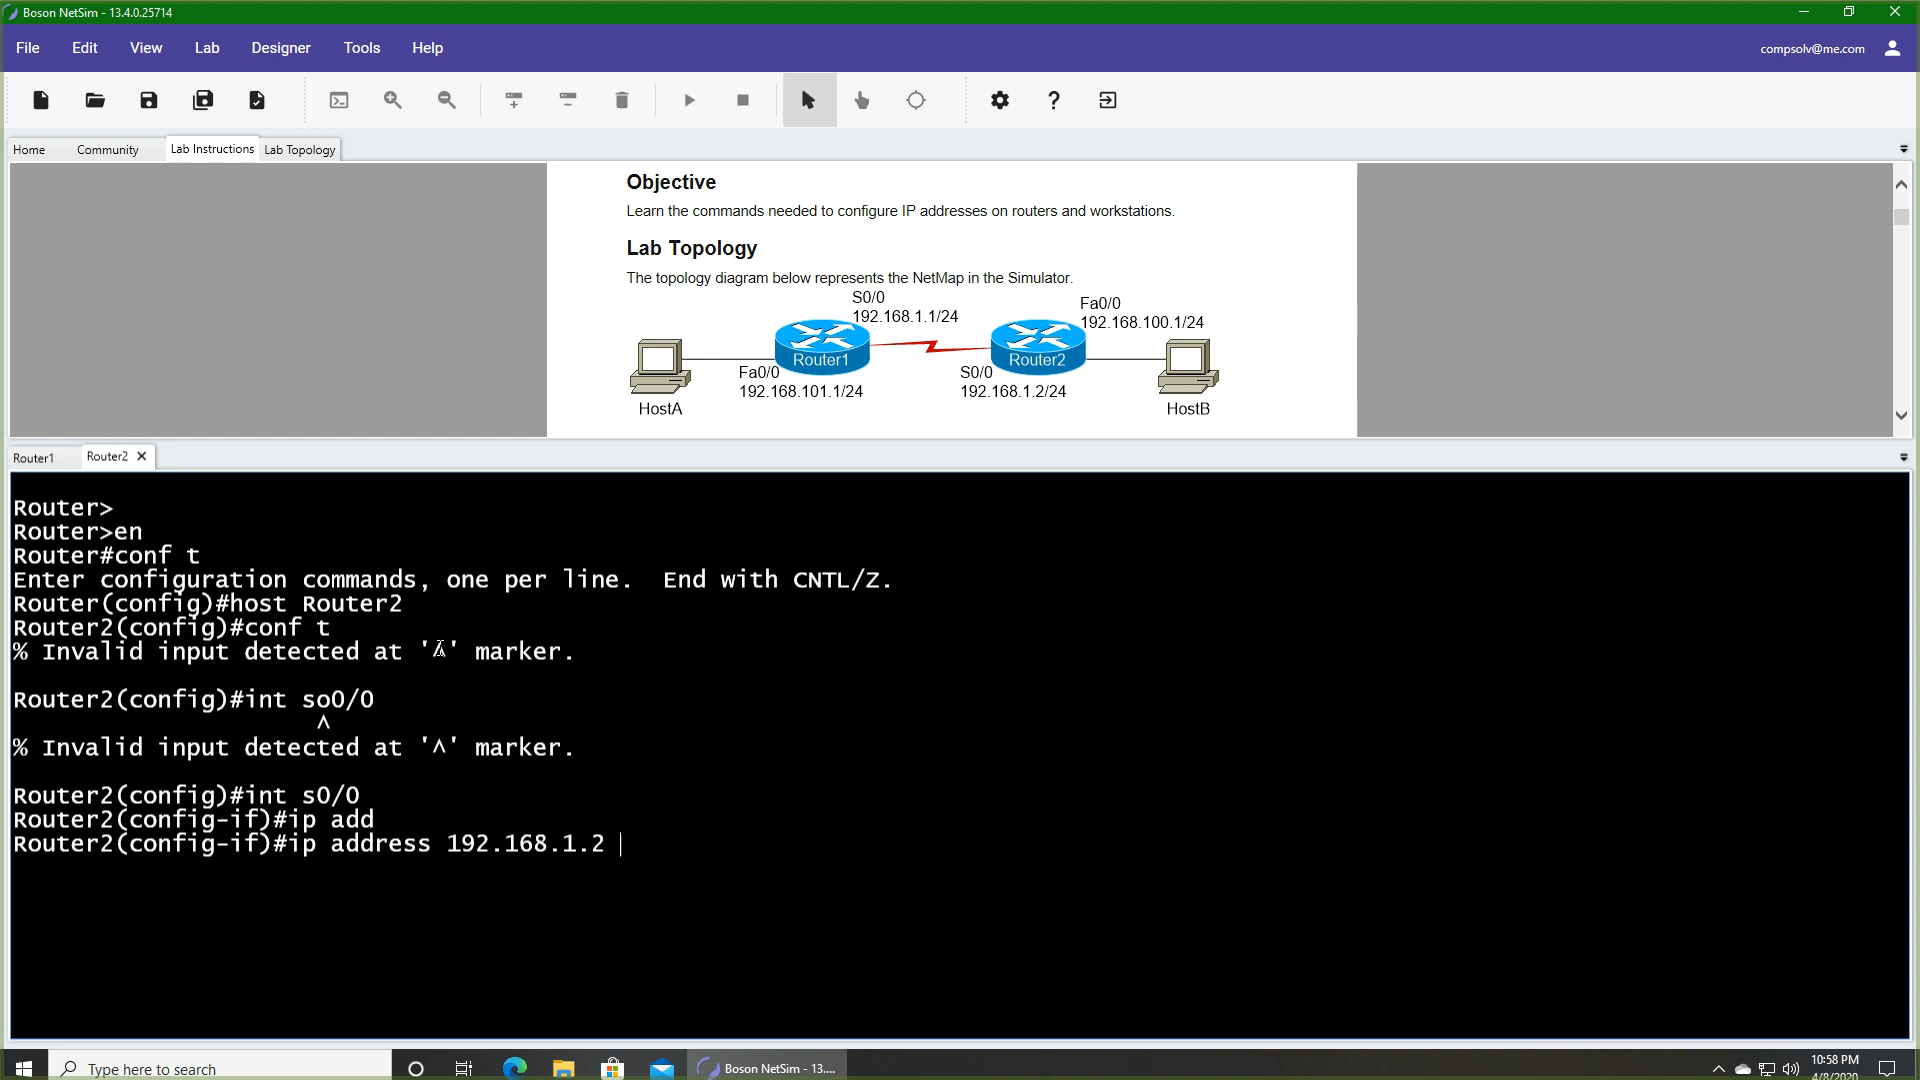 Boson NetSim - 13.4.0.25714
File Edit View Lab Designer Tools Help
compsolv@me.com
Home Community Lab Instructions Lab Topology
Objective
Learn the commands needed to configure IP addresses on routers and workstations.
Lab Topology
The topology diagram below represents the NetMap in the Simulator.
S0/0
192.168.1.1/24
Fa0/0
192.168.100.1/24
Router1
Router2
Fa0/0
192.168.101.1/24
S0/0
192.168.1.2/24
HostA
HostB
Router1 Router2
Router>
Router>en
Router#conf t
Enter configuration commands, one per line.  End with CNTL/Z.
Router(config)#host Router2
Router2(config)#conf t
% Invalid input detected at '^' marker.
Router2(config)#int so0/0
^
% Invalid input detected at '^' marker.
Router2(config)#int s0/0
Router2(config-if)#ip add
Router2(config-if)#ip address 192.168.1.2
Type here to search
Boson NetSim - 13....
10:58 PM
4/8/2020